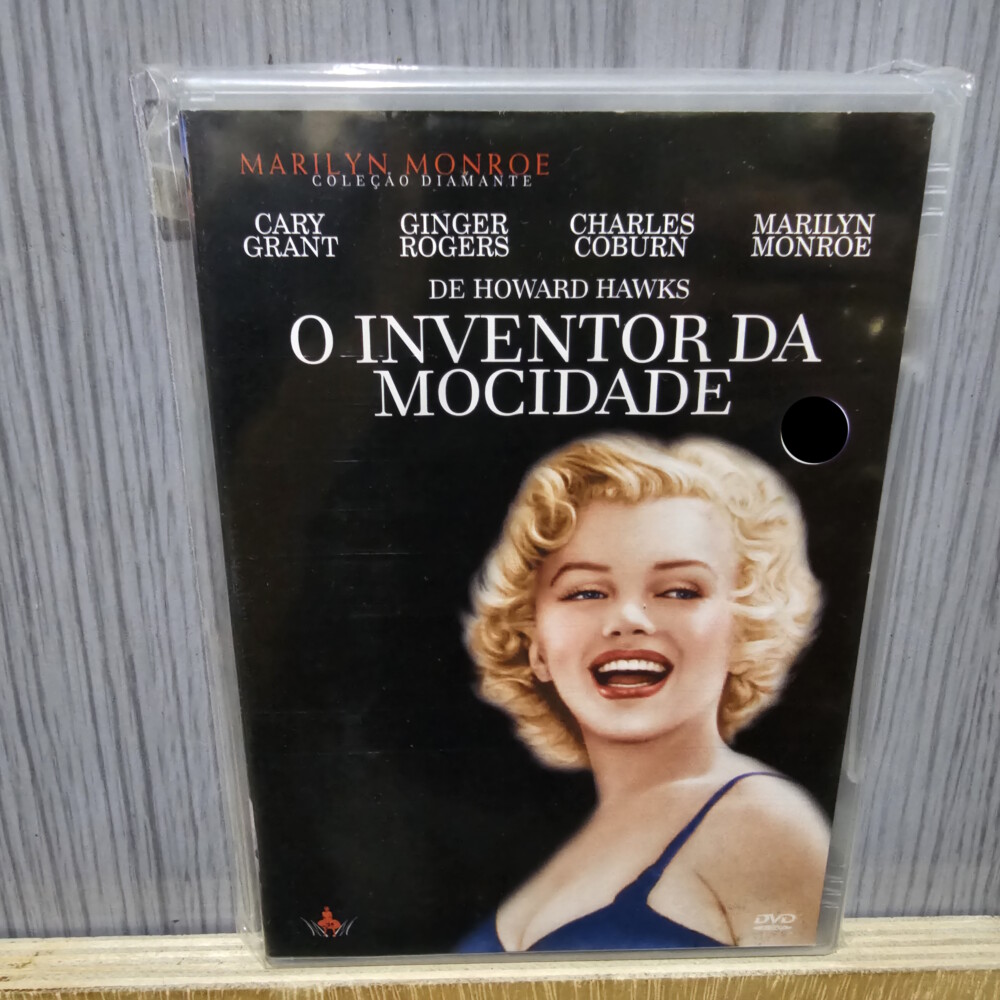 MARILYN MONROE
COLEÇÃO DIAMANTE
CARY GRANT
GINGER ROGERS
CHARLES COBURN
MARILYN MONROE
DE HOWARD HAWKS
O INVENTOR DA
MOCIDADE
DVD